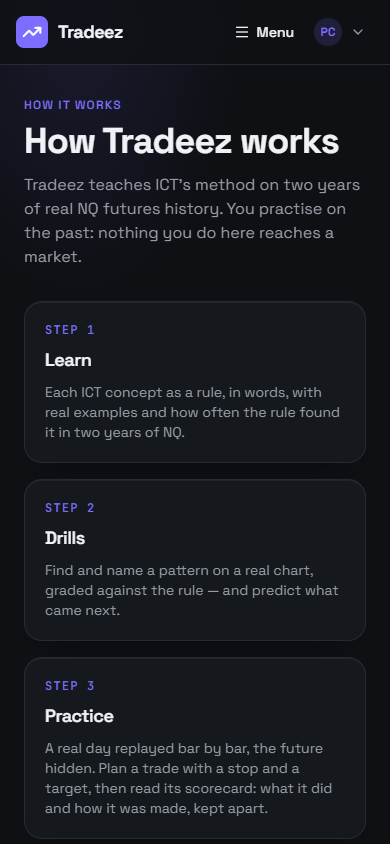 Tradeez
Menu
PC
HOW IT WORKS
How Tradeez works
Tradeez teaches ICT's method on two years
of real NQ futures history. You practise on
the past: nothing you do here reaches a
market.
STEP 1
Learn
Each ICT concept as a rule, in words, with
real examples and how often the rule found
it in two years of NQ.
STEP 2
Drills
Find and name a pattern on a real chart,
graded against the rule — and predict what
came next.
STEP 3
Practice
A real day replayed bar by bar, the future
hidden. Plan a trade with a stop and a
target, then read its scorecard: what it did
and how it was made, kept apart.